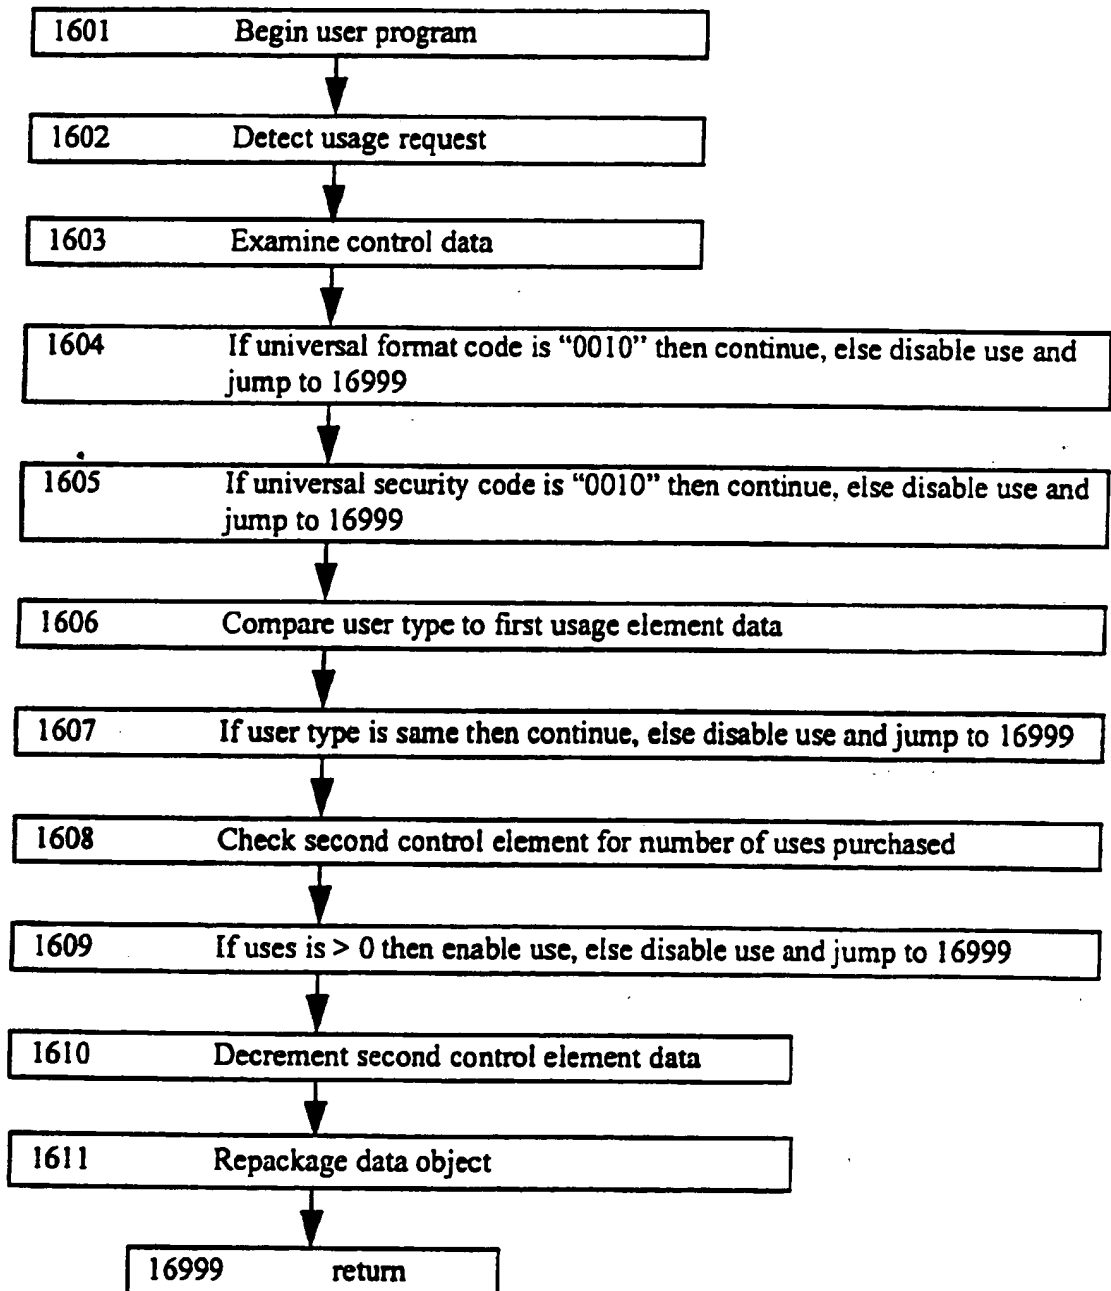 1601 Begin user program
1602 Detect usage request
1603 Examine control data
1604 If universal format code is “0010” then continue, else disable use and
jump to 16999
1605 If universal security code is “0010” then continue, else disable use and
jump to 16999
1606 Compare user type to first usage element data
1607 If user type is same then continue, else disable use and jump to 16999
1608 Check second control element for number of uses purchased
1609 If uses is > 0 then enable use, else disable use and jump to 16999
1610 Decrement second control element data
1611 Repackage data object
16999 return